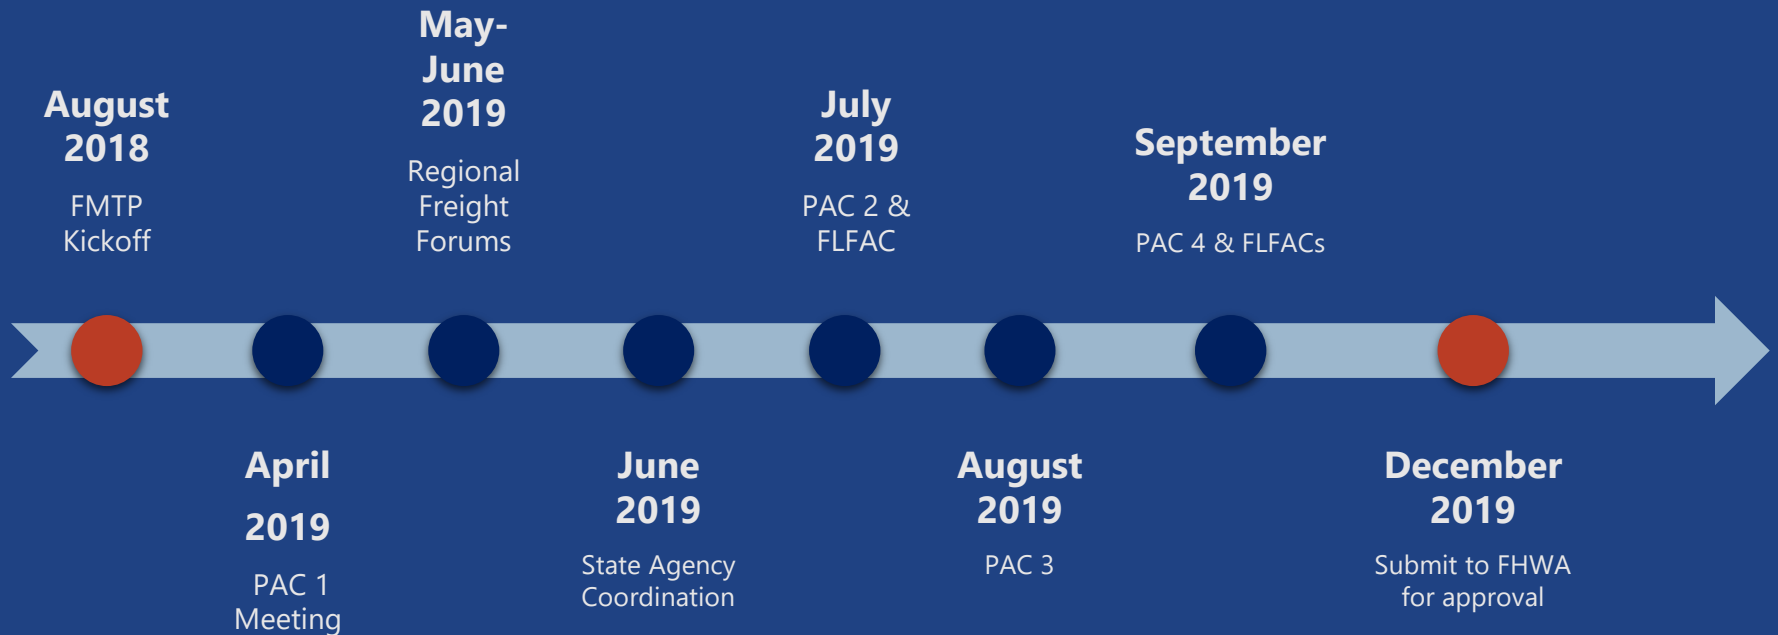 August
2018
FMTP
Kickoff
April
2019
PAC 1
Meeting
May-
June
2019
Regional
Freight
Forums
June
2019
State Agency
Coordination
July
2019
PAC 2 &
FLFAC
August
2019
PAC 3
September
2019
PAC 4 & FLFACs
December
2019
Submit to FHWA
for approval